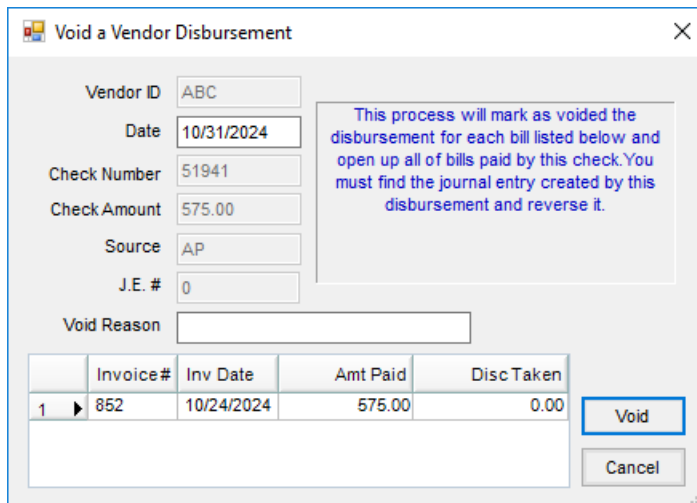 Void a Vendor Disbursement
Vendor ID ABC
Date 10/31/2024
Check Number 51941
Check Amount 575.00
Source AP
J.E. # 0
Void Reason
This process will mark as voided the
disbursement for each bill listed below and
open up all of bills paid by this check.You
must find the journal entry created by this
disbursement and reverse it.
Invoice# Inv Date Amt Paid Disc Taken
1 852 10/24/2024 575.00 0.00
Void
Cancel